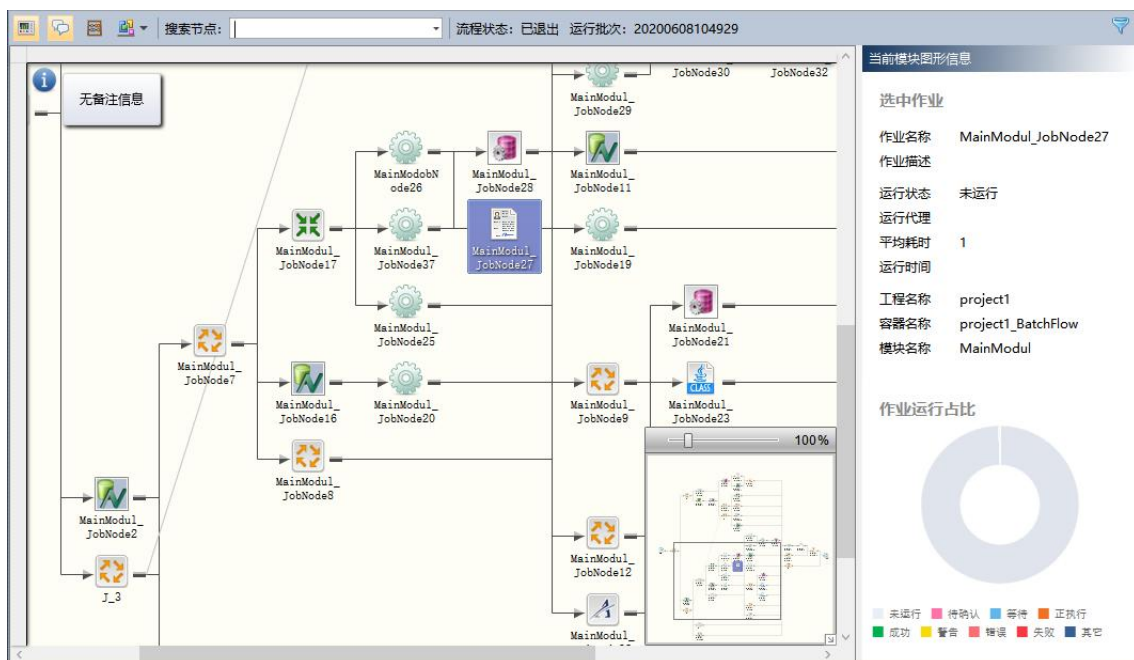 搜索节点:
流程状态：已退出 运行批次：20200608104929
无备注信息
JobNode30
JobNode32
MainModul_
JobNode29
MainModobN
ode26
MainModul_
JobNode28
MainModul_
JobNode11
MainModul_
JobNode17
MainModul_
JobNode37
MainModul_
JobNode27
MainModul_
JobNode19
MainModul_
JobNode25
MainModul_
JobNode21
MainModul_
JobNode7
MainModul_
JobNode16
MainModul_
JobNode20
MainModul_
JobNode9
CLASS
MainModul_
JobNode23
MainModul_
JobNode8
100%
MainModul_
JobNode2
J_3
MainModul_
JobNode12
MainModul_
当前模块图形信息
选中作业
作业名称 MainModul_JobNode27
作业描述
运行状态 未运行
运行代理
平均耗时 1
运行时间
工程名称 project1
容器名称 project1_BatchFlow
模块名称 MainModul
作业运行占比
未运行 待确认 等待 正执行
成功 警告 错误 失败 其它